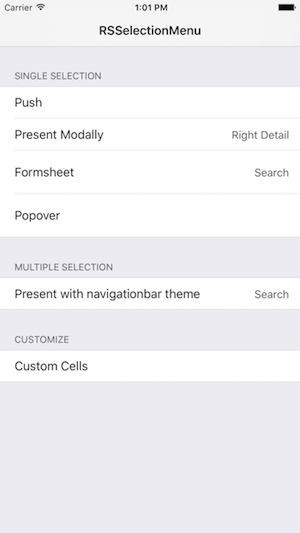 Carrier 1:01 PM
RSSelectionMenu
SINGLE SELECTION
Push
Present Modally Right Detail
Formsheet Search
Popover
MULTIPLE SELECTION
Present with navigationbar theme Search
CUSTOMIZE
Custom Cells